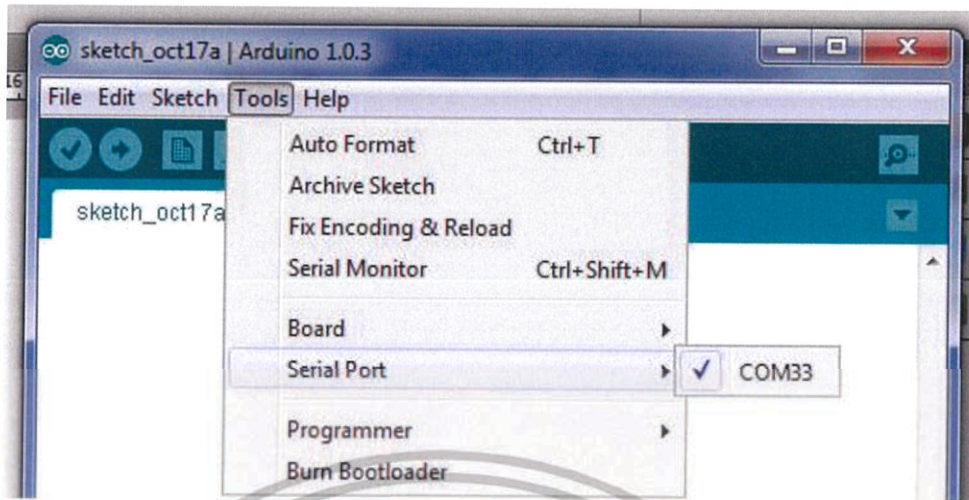 sketch_oct17a | Arduino 1.0.3
16
File Edit Sketch Tools Help
Auto Format Ctrl+T
Archive Sketch
sketch_oct17a
Fix Encoding & Reload
Serial Monitor Ctrl+Shift+M
Board
Serial Port
COM33
Programmer
Burn Bootloader